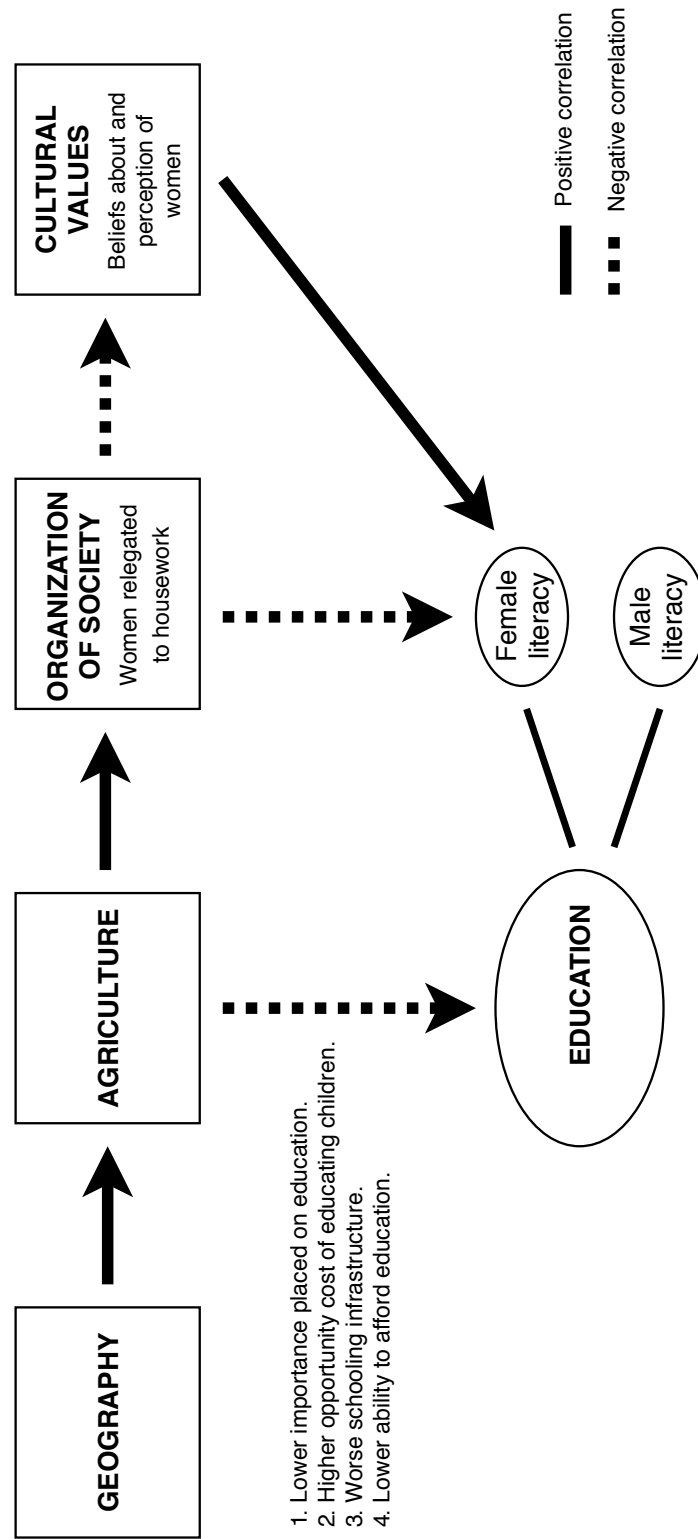 GEOGRAPHY
AGRICULTURE
ORGANIZATION
OF SOCIETY
Women relegated
to housework
CULTURAL
VALUES
Beliefs about and
perception of
women
1. Lower importance placed on education.
2. Higher opportunity cost of educating children.
3. Worse schooling infrastructure.
4. Lower ability to afford education.
EDUCATION
Female
literacy
Male
literacy
Positive correlation
Negative correlation